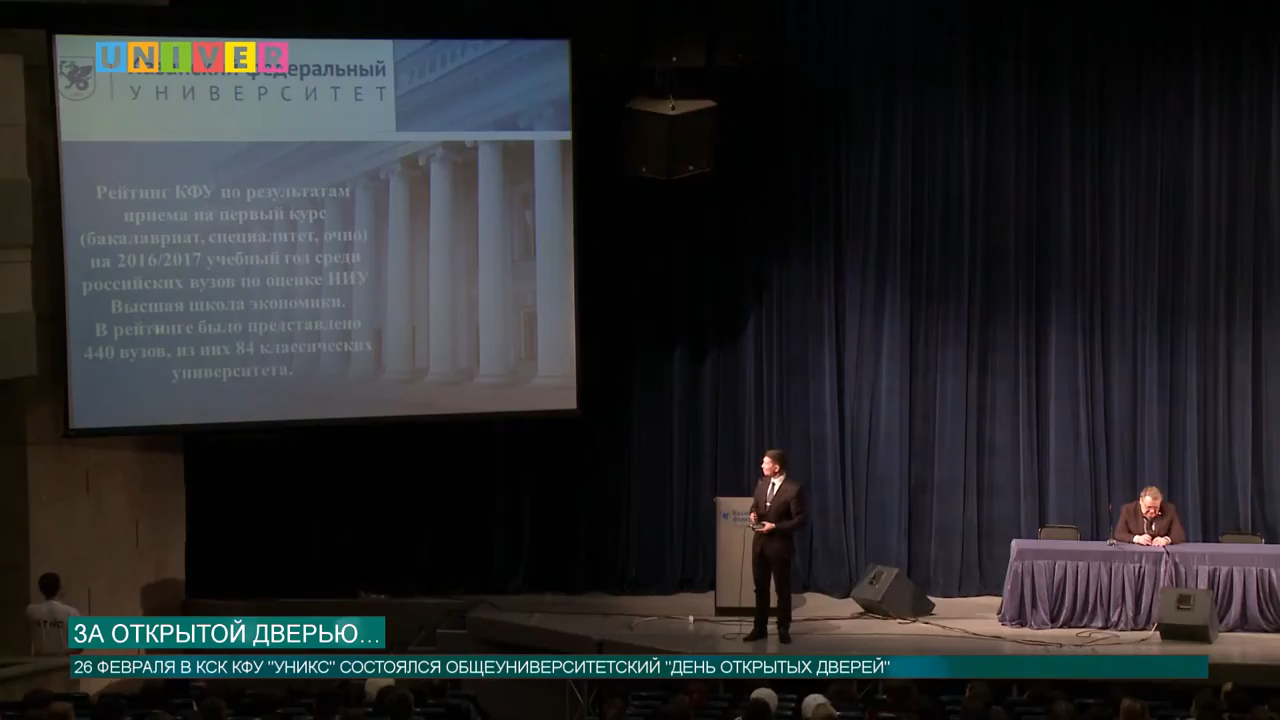 UNIVER
Казанский федеральный
УНИВЕРСИТЕТ
Рейтинг КФУ по результатам
приема на первый курс
(бакалавриат, специалитет, очно)
на 2016/2017 учебный год среди
российских вузов по оценке НИУ
Высшая школа экономики.
В рейтинге было представлено
440 вузов, из них 84 классических
университета.
ЗА ОТКРЫТОЙ ДВЕРЬЮ...
26 ФЕВРАЛЯ В КСК КФУ "УНИКС" СОСТОЯЛСЯ ОБЩЕУНИВЕРСИТЕТСКИЙ "ДЕНЬ ОТКРЫТЫХ ДВЕРЕЙ"